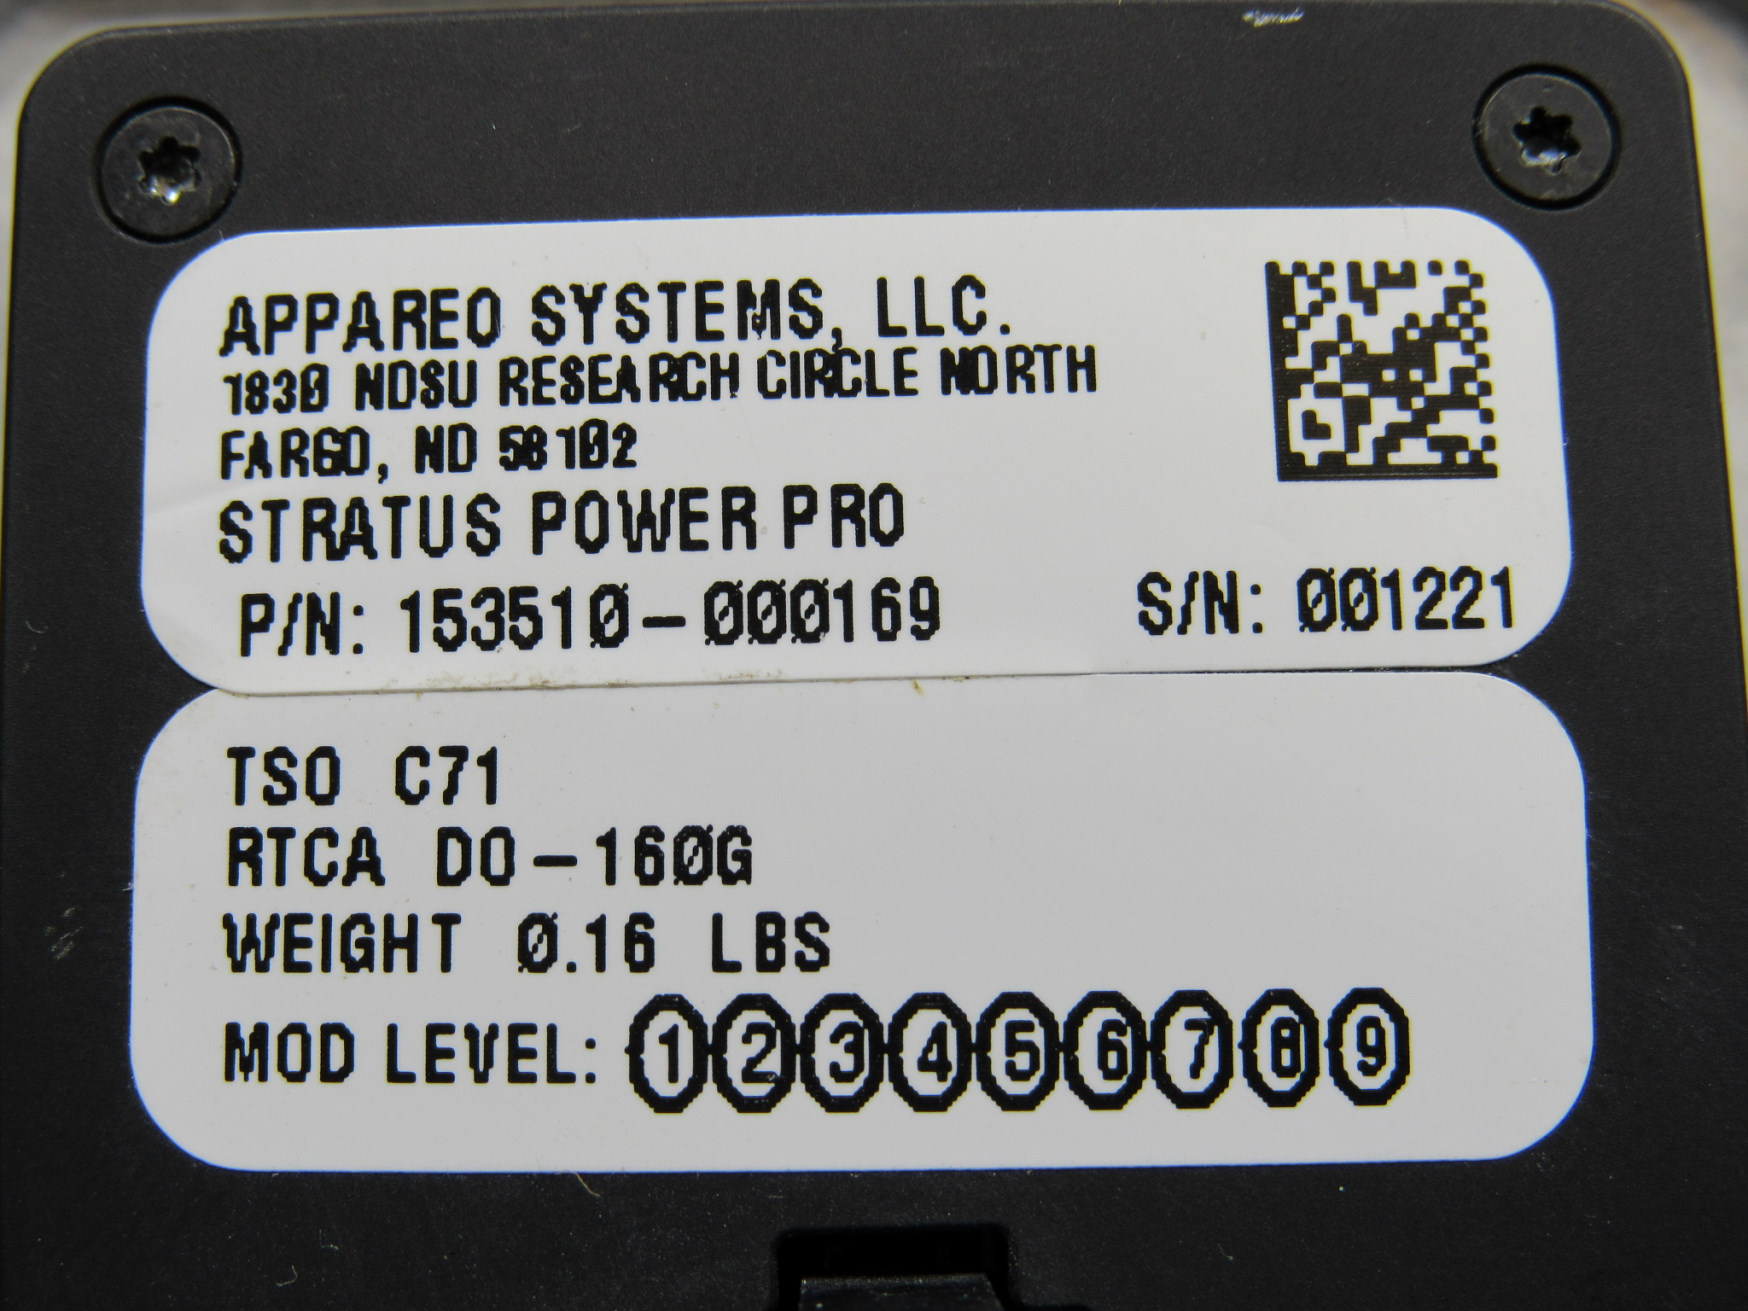 APPAREO SYSTEMS, LLC.
1830 NDSU RESEARCH CIRCLE NORTH
FARGO, ND 58102
STRATUS POWER PRO
P/N: 153510-000169 S/N: 001221
TSO C71
RTCA DO-160G
WEIGHT 0.16 LBS
MOD LEVEL: 1 2 3 4 5 6 7 8 9